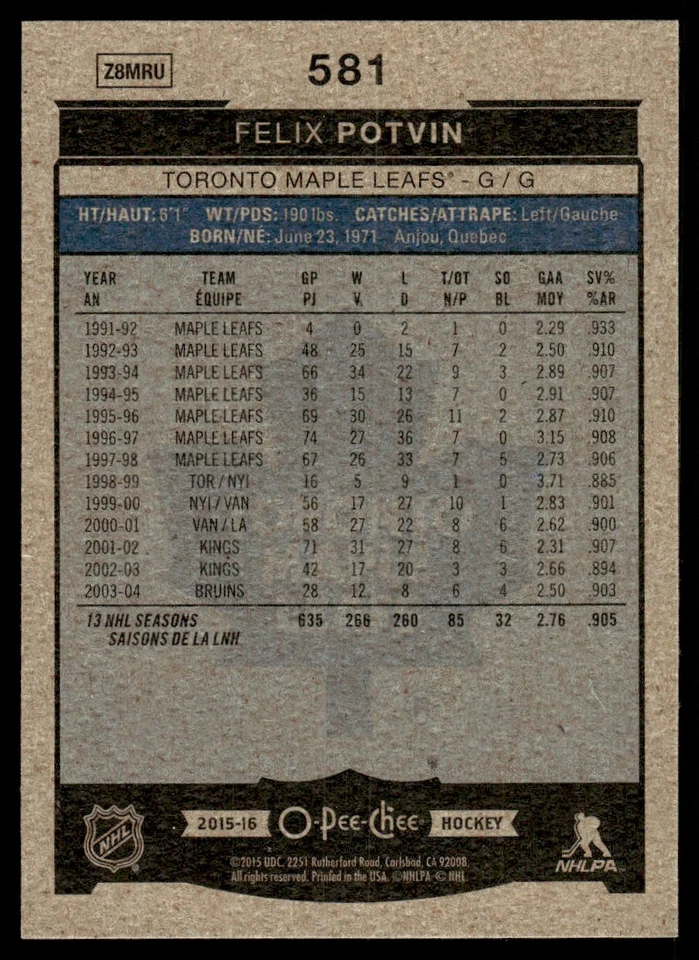 Z8MRU
581
FELIX POTVIN
TORONTO MAPLE LEAFS® - G / G
HT/HAUT: 6'1" WT/PDS: 190 lbs. CATCHES/ATTRAPE: Left/Gauche
BORN/NÉ: June 23, 1971 Anjou, Quebec
YEAR TEAM GP W L T/OT SO GAA SV%
AN ÉQUIPE PJ V D N/P BL MOY %AR
1991-92 MAPLE LEAFS 4 0 2 1 0 2.29 .933
1992-93 MAPLE LEAFS 48 25 15 7 2 2.50 .910
1993-94 MAPLE LEAFS 66 34 22 9 3 2.89 .907
1994-95 MAPLE LEAFS 36 15 13 7 0 2.91 .907
1995-96 MAPLE LEAFS 69 30 26 11 2 2.87 .910
1996-97 MAPLE LEAFS 74 27 36 7 0 3.15 .908
1997-98 MAPLE LEAFS 67 26 33 7 5 2.73 .906
1998-99 TOR / NYI 16 5 9 1 0 3.71 .885
1999-00 NYI / VAN 56 17 27 10 1 2.83 .901
2000-01 VAN / LA 58 27 22 8 6 2.62 .900
2001-02 KINGS 71 31 27 8 6 2.31 .907
2002-03 KINGS 42 17 20 3 3 2.66 .894
2003-04 BRUINS 28 12 8 6 4 2.50 .903
13 NHL SEASONS 635 266 260 85 32 2.76 .905
SAISONS DE LA LNH
NHL
2015-16 O-Pee-Chee HOCKEY
NHLPA
©2015 UDC, 2251 Rutherford Road, Carlsbad, CA 92008.
All rights reserved. Printed in the USA. ©NHLPA © NHL